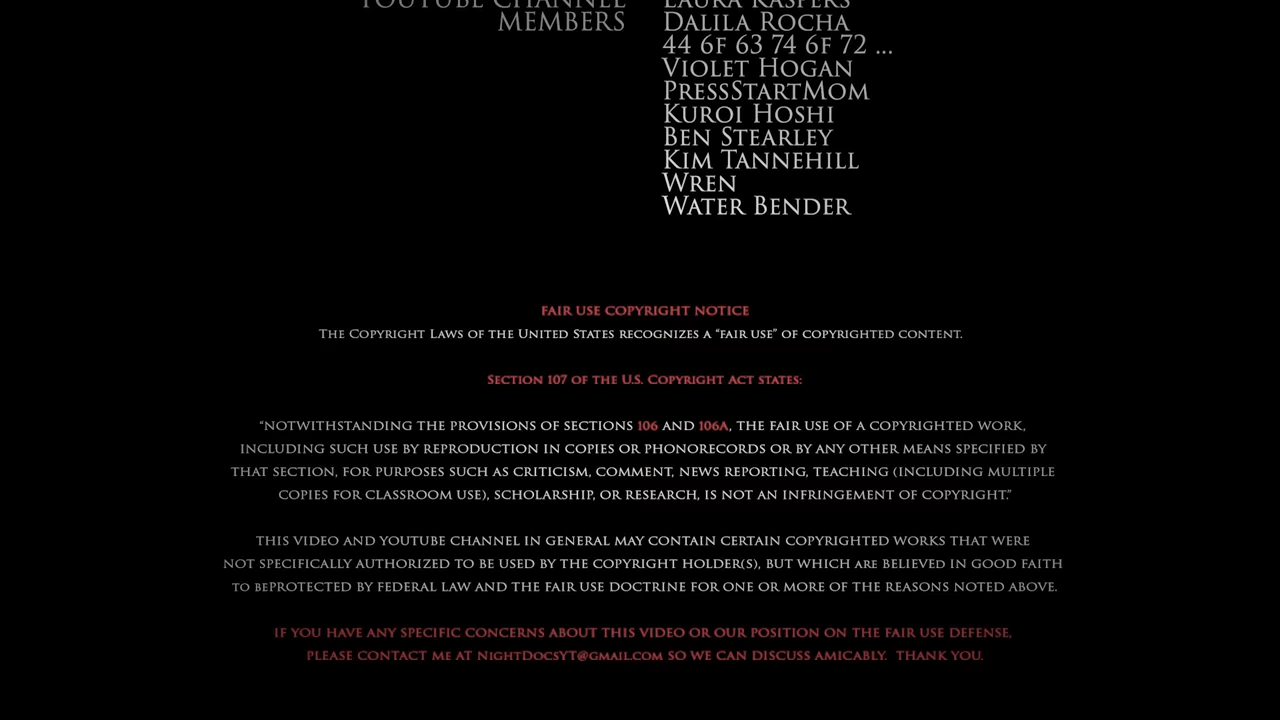 YOUTUBE CHANNEL
MEMBERS
LAURA RASPERS
DALILA ROCHA
44 6F 63 74 6F 72 ...
VIOLET HOGAN
PRESSSTARTMOM
KUROI HOSHI
BEN STEARLEY
KIM TANNEHILL
WREN
WATER BENDER
FAIR USE COPYRIGHT NOTICE
THE COPYRIGHT LAWS OF THE UNITED STATES RECOGNIZES A “FAIR USE” OF COPYRIGHTED CONTENT.
SECTION 107 OF THE U.S. COPYRIGHT ACT STATES:
“NOTWITHSTANDING THE PROVISIONS OF SECTIONS 106 AND 106A, THE FAIR USE OF A COPYRIGHTED WORK,
INCLUDING SUCH USE BY REPRODUCTION IN COPIES OR PHONORECORDS OR BY ANY OTHER MEANS SPECIFIED BY
THAT SECTION, FOR PURPOSES SUCH AS CRITICISM, COMMENT, NEWS REPORTING, TEACHING (INCLUDING MULTIPLE
COPIES FOR CLASSROOM USE), SCHOLARSHIP, OR RESEARCH, IS NOT AN INFRINGEMENT OF COPYRIGHT.”
THIS VIDEO AND YOUTUBE CHANNEL IN GENERAL MAY CONTAIN CERTAIN COPYRIGHTED WORKS THAT WERE
NOT SPECIFICALLY AUTHORIZED TO BE USED BY THE COPYRIGHT HOLDER(S), BUT WHICH ARE BELIEVED IN GOOD FAITH
TO BEPROTECTED BY FEDERAL LAW AND THE FAIR USE DOCTRINE FOR ONE OR MORE OF THE REASONS NOTED ABOVE.
IF YOU HAVE ANY SPECIFIC CONCERNS ABOUT THIS VIDEO OR OUR POSITION ON THE FAIR USE DEFENSE,
PLEASE CONTACT ME AT NIGHTDOCSYT@GMAIL.COM SO WE CAN DISCUSS AMICABLY. THANK YOU.